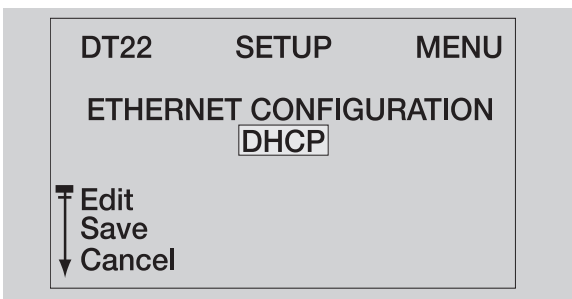 DT22 SETUP MENU
ETHERNET CONFIGURATION
DHCP
Edit
Save
Cancel